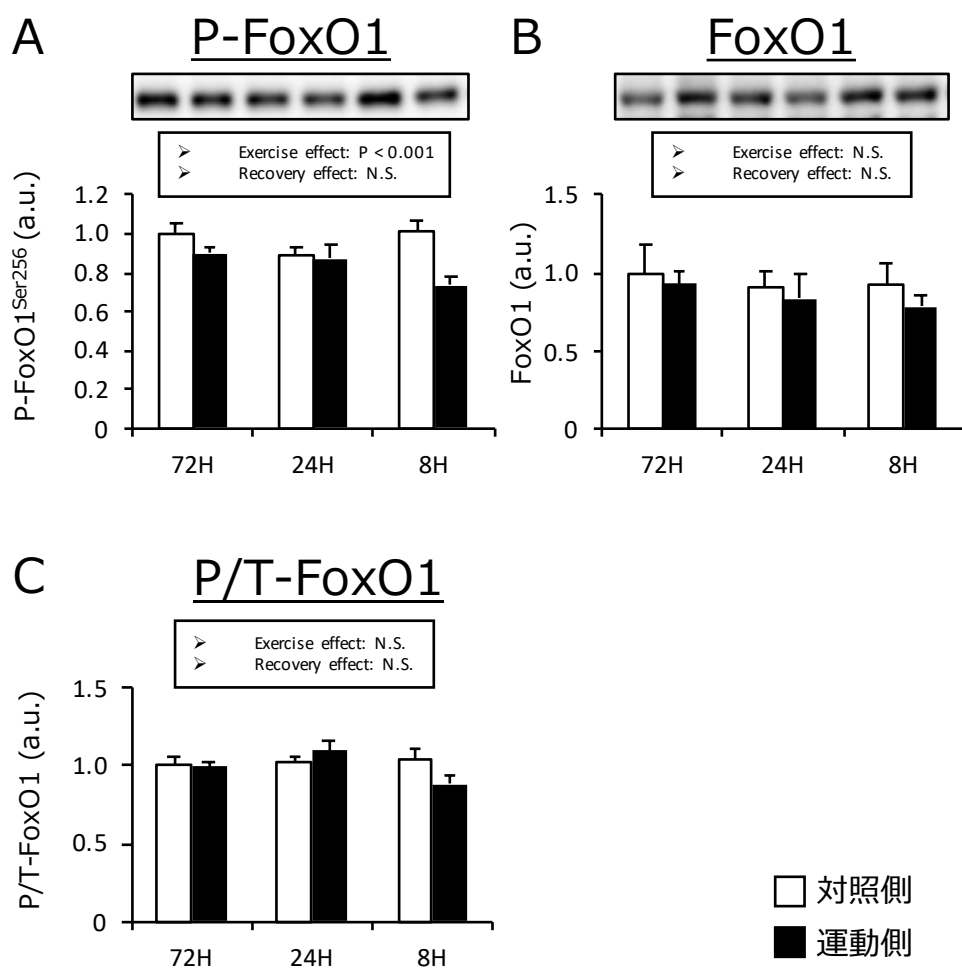 A
P-FoxO1
➢ Exercise effect: P < 0.001
➢ Recovery effect: N.S.
P-FoxO1Ser256 (a.u.)
1.2
1.0
0.8
0.6
0.4
0.2
0
72H 24H 8H
B
FoxO1
➢ Exercise effect: N.S.
➢ Recovery effect: N.S.
FoxO1 (a.u.)
1.5
1.0
0.5
0
72H 24H 8H
C
P/T-FoxO1
➢ Exercise effect: N.S.
➢ Recovery effect: N.S.
P/T-FoxO1 (a.u.)
1.5
1.0
0.5
0
72H 24H 8H
対照側
運動側